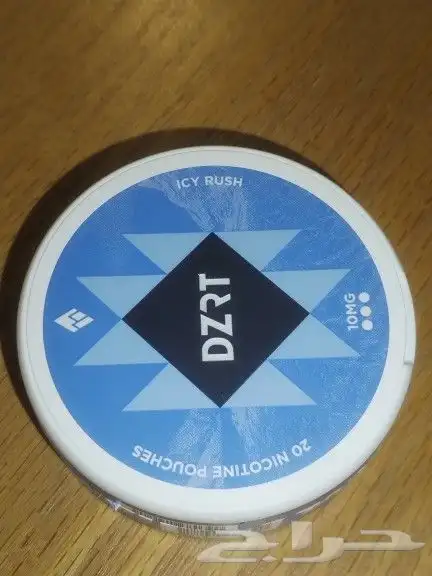 ICY RUSH
DZRT
10MG
20 NICOTINE POUCHES
حراج